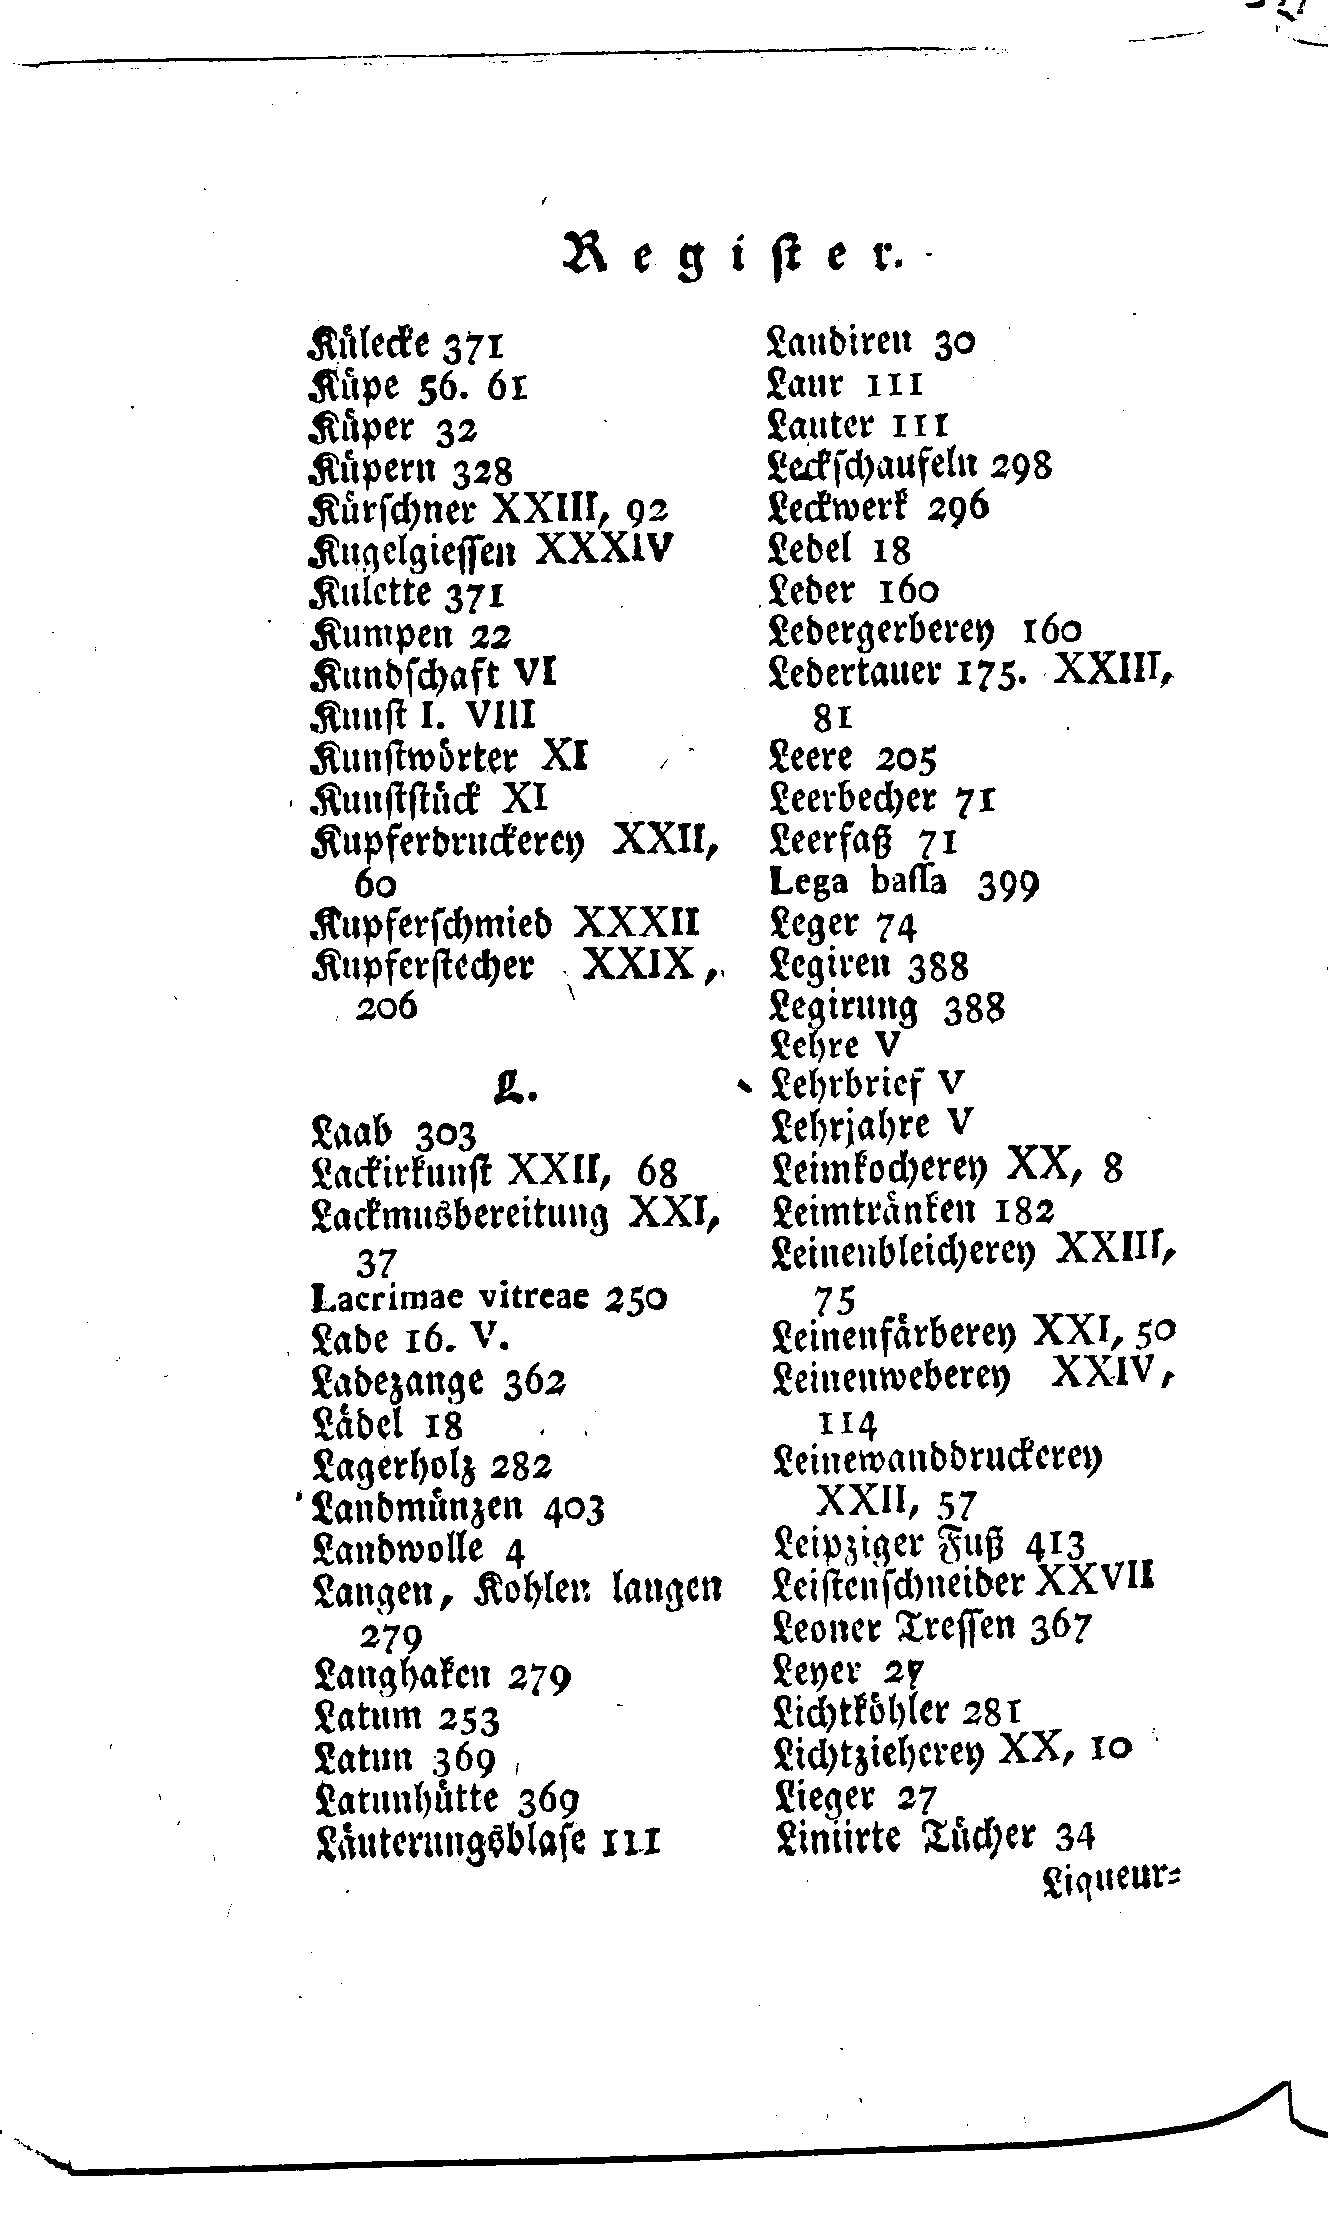 Register.
Külecke 371
Küpe 56. 61
Küper 32
Küpern 328
Kürschner XXIII, 92
Kugelgiessen XXXIV
Kulette 371
Kumpen 22
Kundschaft VI
Kunst I. VIII
Kunstwörter XI
Kunststück XI
Kupferdruckerey XXII,
60
Kupferschmied XXXII
Kupferstecher XXIX,
206
L.
Laab 303
Lackirkunst XXII, 68
Lackmusbereitung XXI,
37
Lacrimae vitreae 250
Lade 16. V.
Ladezange 362
Lädel 18
Lagerholz 282
Landmünzen 403
Landwolle 4
Langen, Kohlen langen
279
Langhaken 279
Latum 253
Latun 369
Latunhütte 369
Läuterungsblase 111
Laudiren 30
Laur 111
Lauter 111
Leckschaufeln 298
Leckwerk 296
Ledel 18
Leder 160
Ledergerberey 160
Ledertauer 175. XXIII,
81
Leere 205
Leerbecher 71
Leerfaß 71
Lega bassa 399
Leger 74
Legiren 388
Legirung 388
Lehre V
Lehrbrief V
Lehrjahre V
Leimkocherey XX, 8
Leimtränken 182
Leinenbleicherey XXIII,
75
Leinenfärberey XXI, 50
Leinenweberey XXIV,
114
Leinewanddruckerey
XXII, 57
Leipziger Fuß 413
Leistenschneider XXVII
Leoner Tressen 367
Leyer 27
Lichtköhler 281
Lichtzieherey XX, 10
Lieger 27
Liniirte Tücher 34
Liqueur=